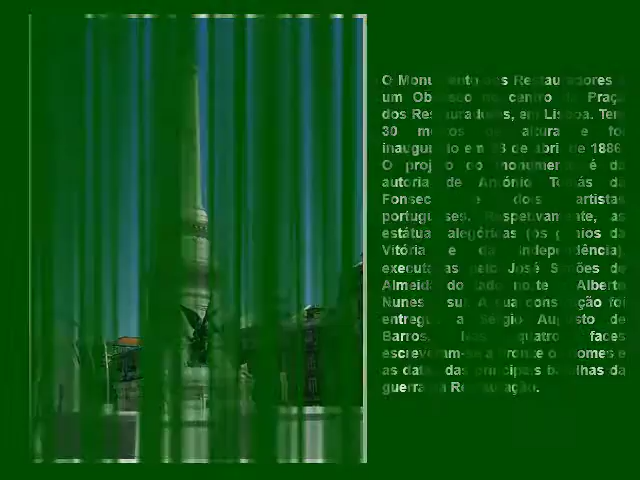 O Monumento dos Restauradores é
um Obelisco no centro da Praça
dos Restauradores, em Lisboa. Tem
30 metros de altura e foi
inaugurado em 28 de abril de 1886.
O projeto do monumento é da
autoria de António Tomás da
Fonseca e dois artistas
portugueses. Respetivamente, as
estátuas alegóricas (os génios da
Vitória e da Independência),
executadas pelo José Simões de
Almeida do lado norte Alberto
Nunes sul. A sua construção foi
entregue a Sérgio Augusto de
Barros. Nas quatro faces
escreveram-se a bronze o nomes e
as datas das principais batalhas da
guerra da Restauração.